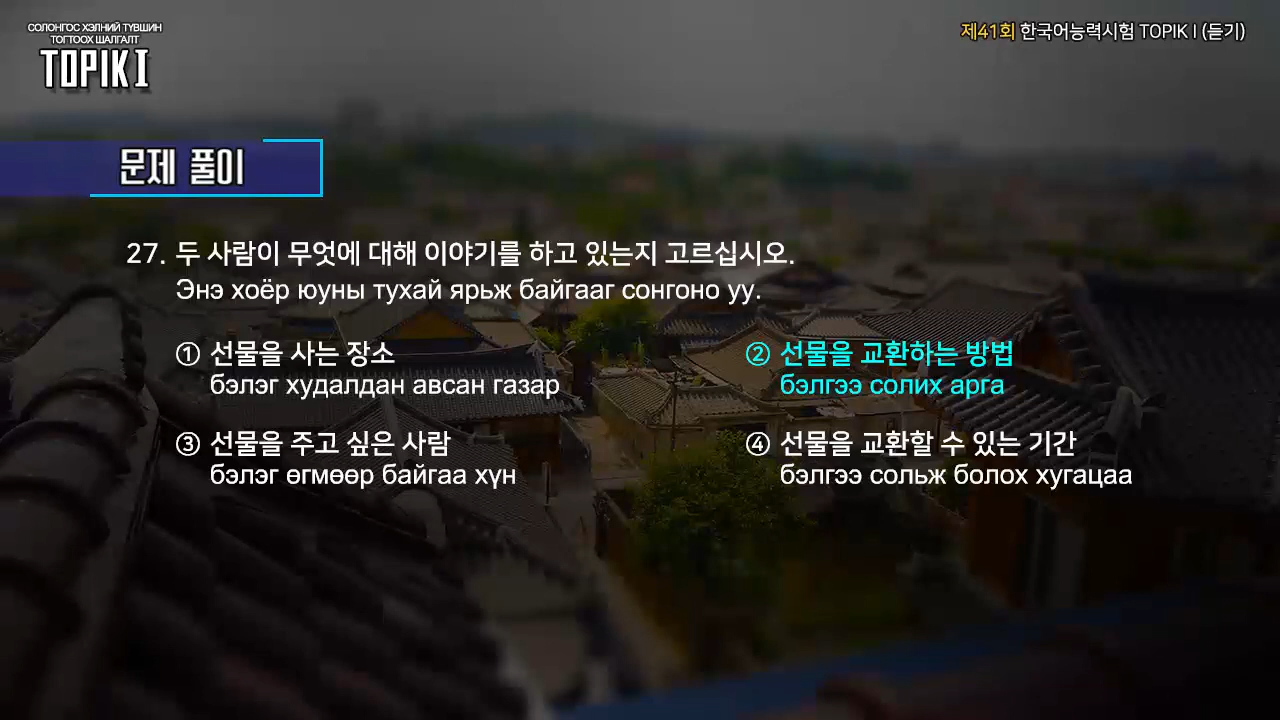 СОЛОНГОС ХЭЛНИЙ ТҮВШИН
ТОГТООХ ШАЛГАЛТ
TOPIK I
제41회 한국어능력시험 TOPIK I (듣기)
문제 풀이
27. 두 사람이 무엇에 대해 이야기를 하고 있는지 고르십시오.
Энэ хоёр юуны тухай ярьж байгааг сонгоно уу.
① 선물을 사는 장소
бэлэг худалдан авсан газар
② 선물을 교환하는 방법
бэлгээ солих арга
③ 선물을 주고 싶은 사람
бэлэг өгмөөр байгаа хүн
④ 선물을 교환할 수 있는 기간
бэлгээ сольж болох хугацаа